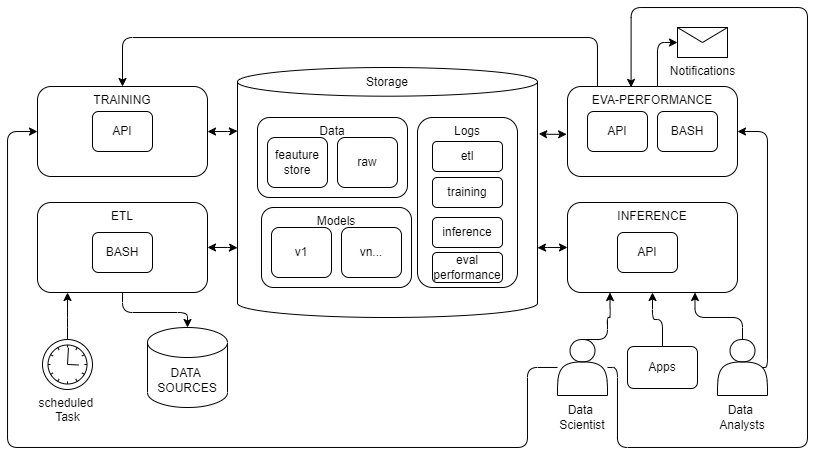 Storage
Notifications
TRAINING
API
EVA-PERFORMANCE
API
BASH
Data
feauture
store
raw
Logs
etl
training
inference
eval
performance
ETL
BASH
Models
v1
vn...
INFERENCE
API
scheduled
Task
DATA
SOURCES
Data
Scientist
Apps
Data
Analysts